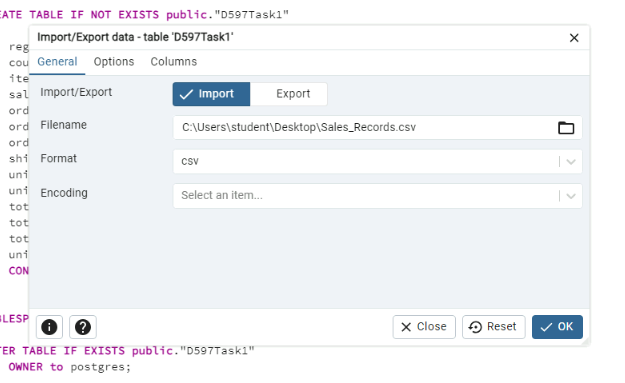 EATE TABLE IF NOT EXISTS public."D597Task1"
Import/Export data - table 'D597Task1'
General Options Columns
reg
cou
ite
sal
ord
ord
ord
shi
uni
uni
tot
tot
tot
uni
CON
Import/Export
Import
Export
Filename
C:\Users\student\Desktop\Sales_Records.csv
Format
csv
Encoding
Select an item...
BLESP
Close
Reset
OK
TER TABLE IF EXISTS public."D597Task1"
OWNER to postgres;